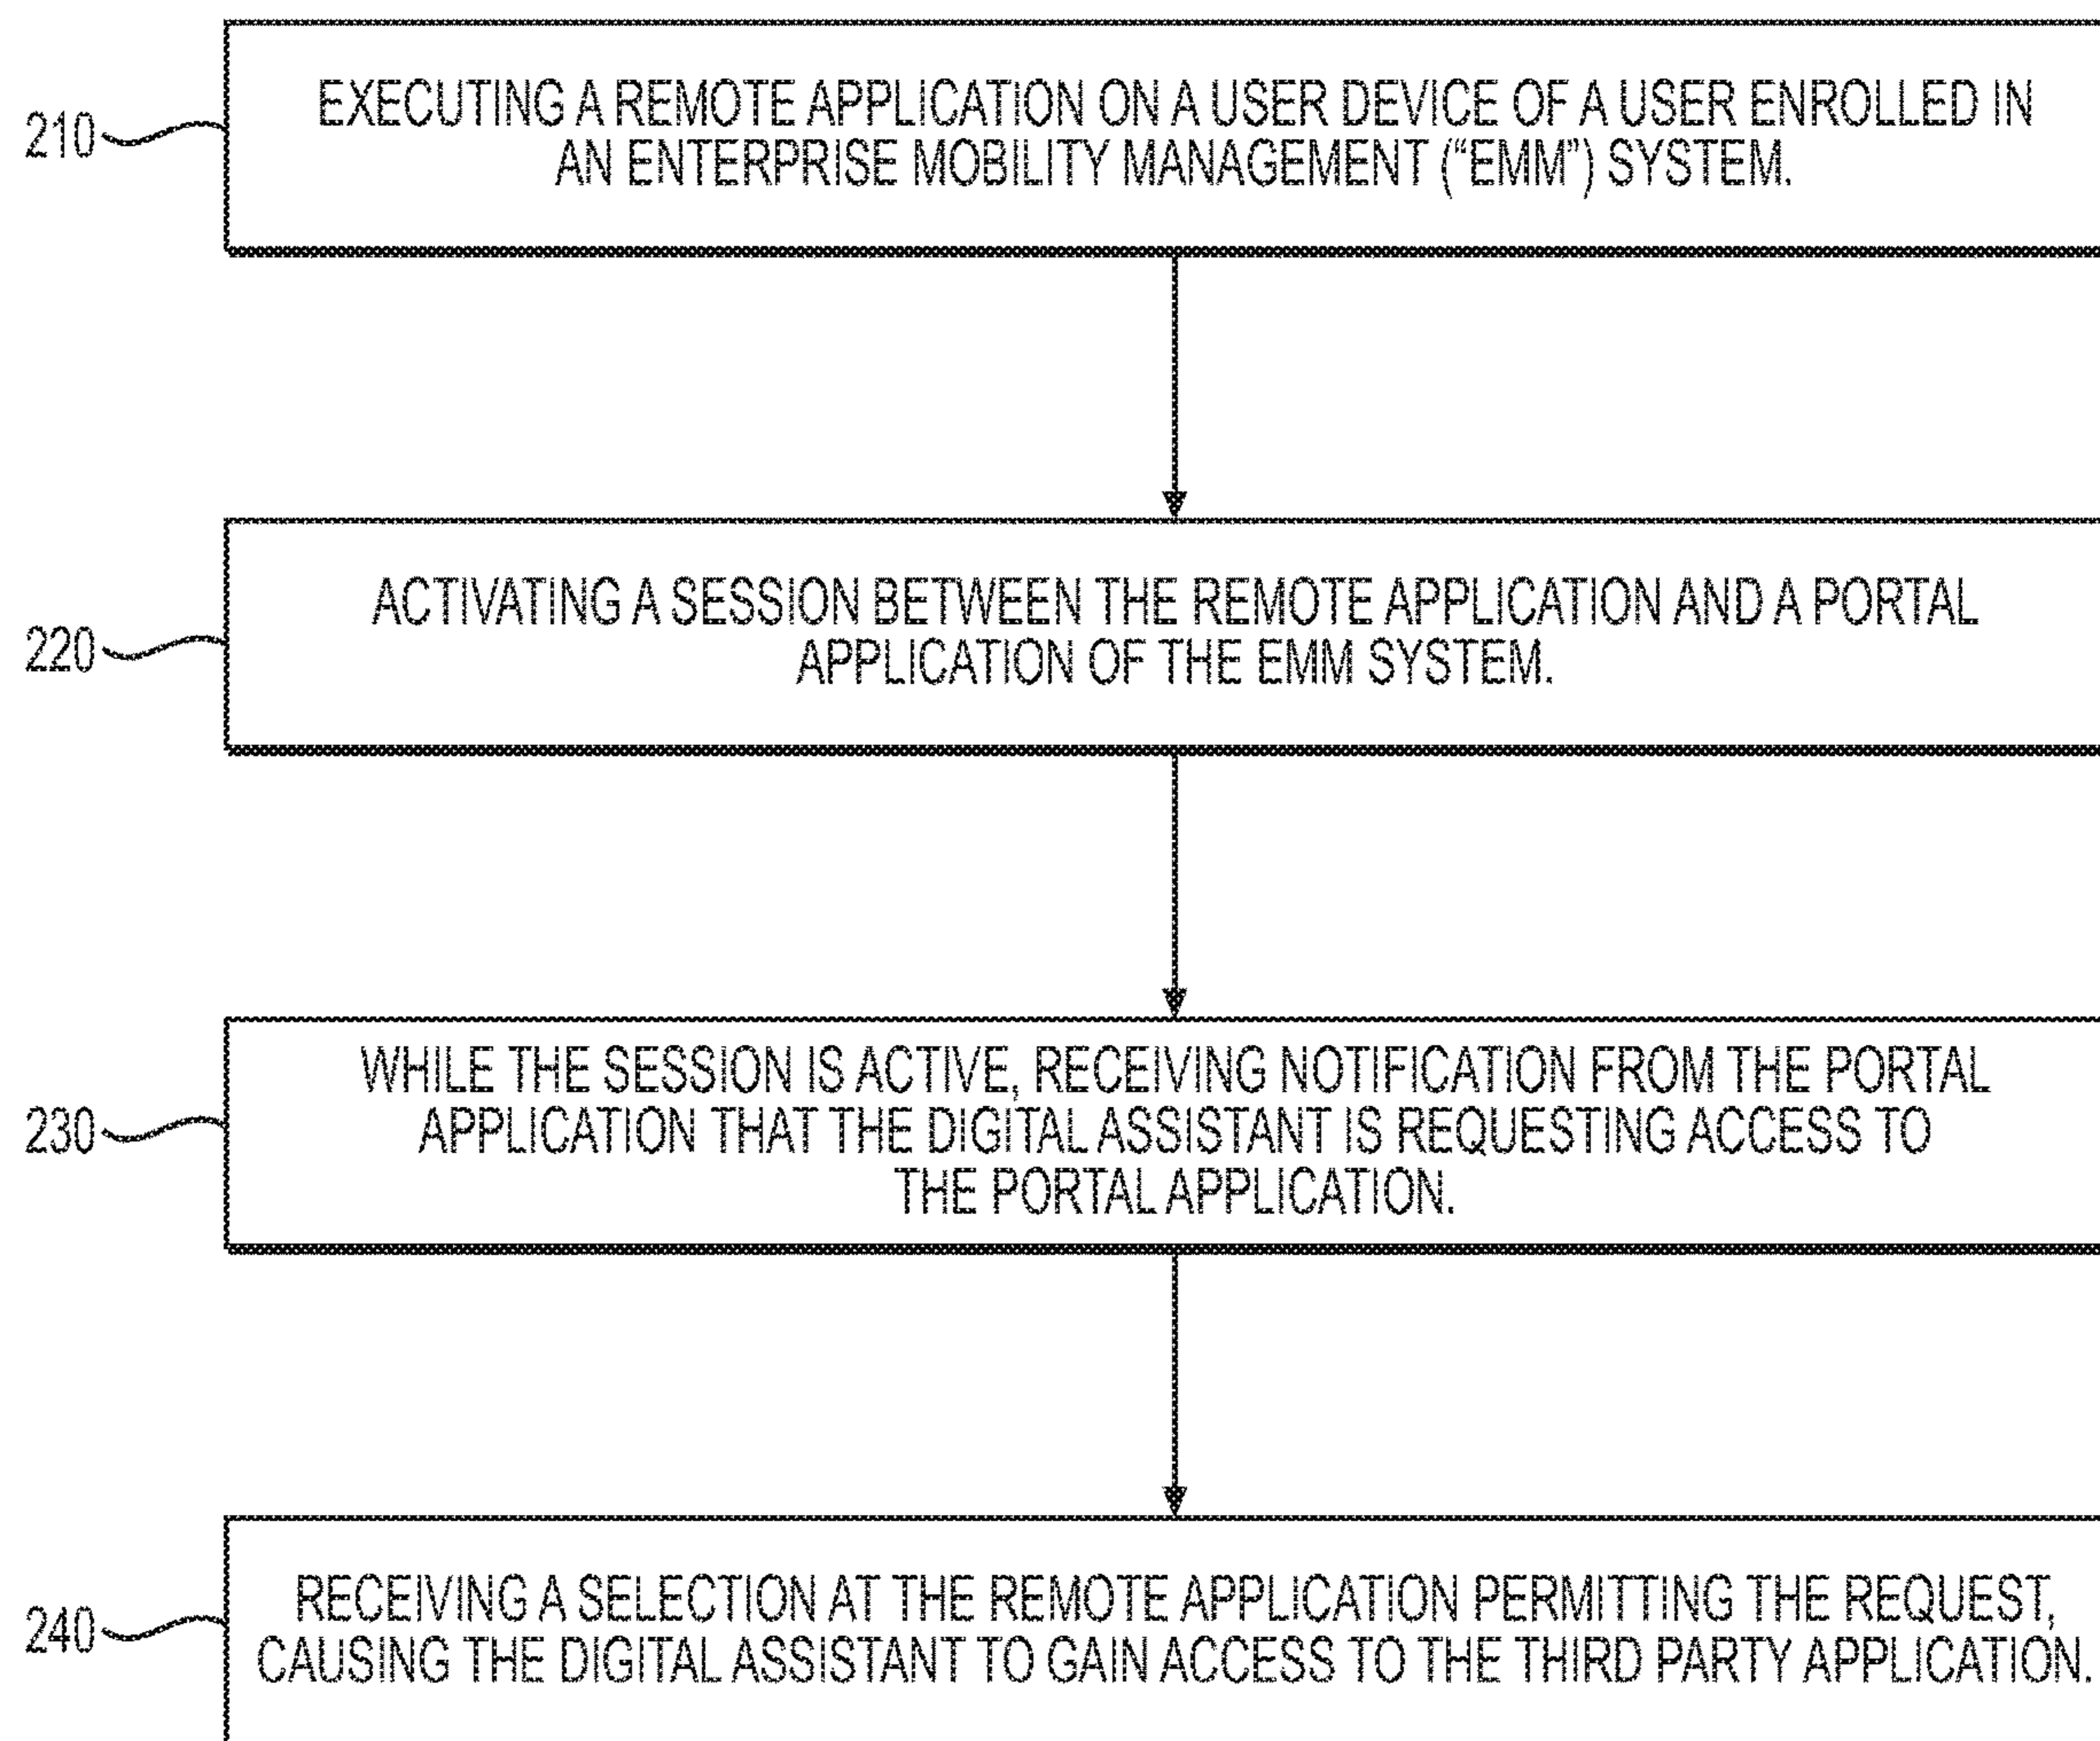 210
EXECUTING A REMOTE APPLICATION ON A USER DEVICE OF A USER ENROLLED IN
AN ENTERPRISE MOBILITY MANAGEMENT (“EMM”) SYSTEM.
220
ACTIVATING A SESSION BETWEEN THE REMOTE APPLICATION AND A PORTAL
APPLICATION OF THE EMM SYSTEM.
230
WHILE THE SESSION IS ACTIVE, RECEIVING NOTIFICATION FROM THE PORTAL
APPLICATION THAT THE DIGITAL ASSISTANT IS REQUESTING ACCESS TO
THE PORTAL APPLICATION.
240
RECEIVING A SELECTION AT THE REMOTE APPLICATION PERMITTING THE REQUEST,
CAUSING THE DIGITAL ASSISTANT TO GAIN ACCESS TO THE THIRD PARTY APPLICATION.